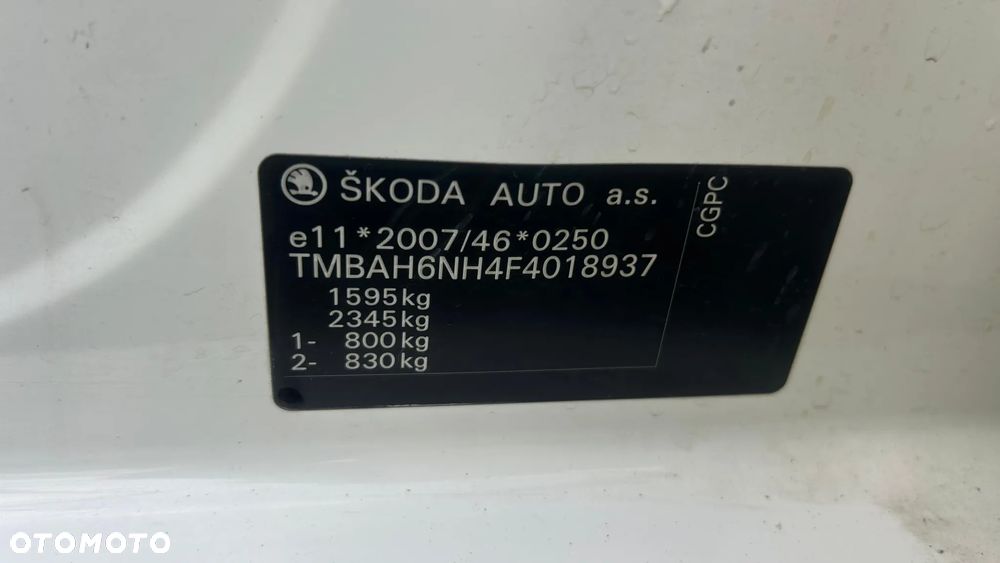 ŠKODA AUTO a.s.
CGPC
e11*2007/46*0250
TMBAH6NH4F4018937
1595kg
2345kg
1- 800kg
2- 830kg
OTOMOTO